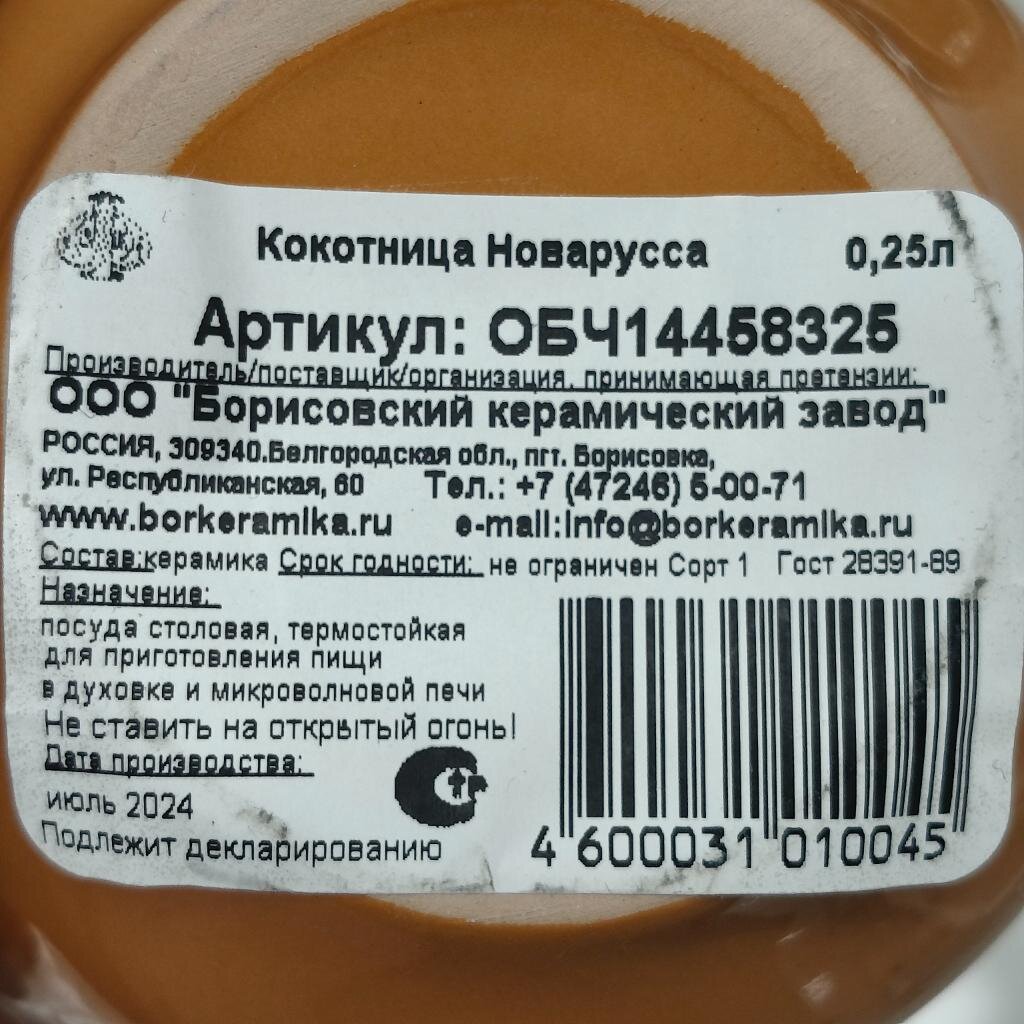 Кокотница Новарусса 0,25л
Артикул: ОБЧ14458325
Производитель/поставщик/организация, принимающая претензии:
ООО "Борисовский керамический завод"
РОССИЯ, 309340.Белгородская обл., пгт. Борисовка,
ул. Республиканская, 60 Тел.: +7 (47246) 5-00-71
www.borkeramika.ru e-mail:info@borkeramika.ru
Состав:керамика Срок годности: не ограничен Сорт 1 Гост 28391-89
Назначение:
посуда столовая, термостойкая
для приготовления пищи
в духовке и микроволновой печи
Не ставить на открытый огонь!
Дата производства:
июль 2024
Подлежит декларированию
4 600031 010045